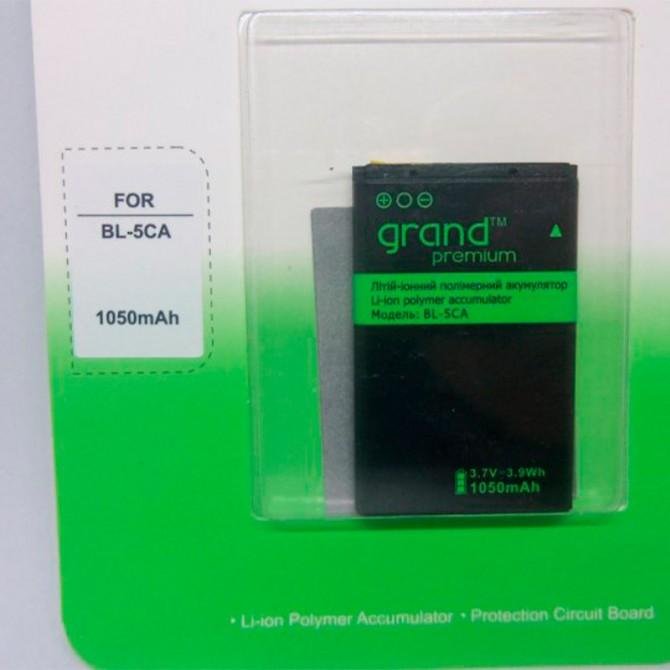 FOR
BL-5CA
1050mAh
grand™
premium
Літій-іонний полімерний акумулятор
Li-ion polymer accumulator
Модель: BL-5CA
3.7V-3.9Wh
1050mAh
• Li-ion Polymer Accumulator • Protection Circuit Board